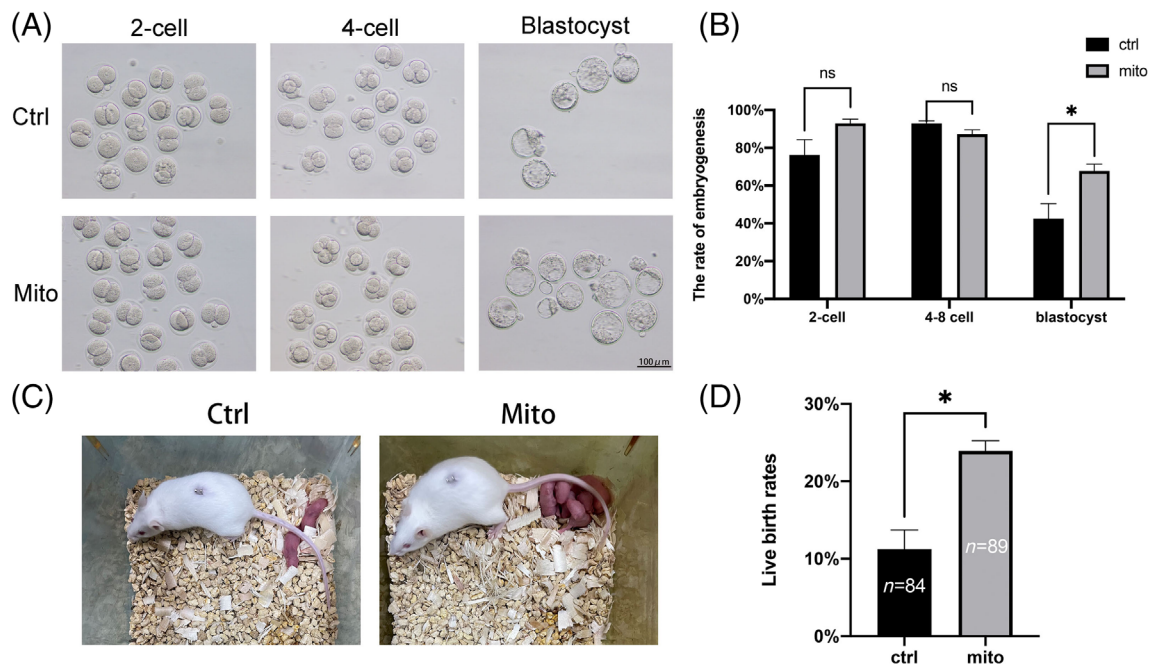 (A)
2-cell
4-cell
Blastocyst
Ctrl
Mito
100μm
(B)
ctrl
mito
The rate of embryogenesis
100%
80%
60%
40%
20%
0%
ns
ns
*
2-cell
4-8 cell
blastocyst
(C)
Ctrl
Mito
(D)
Live birth rates
30%
20%
10%
0%
*
n=84
n=89
ctrl
mito